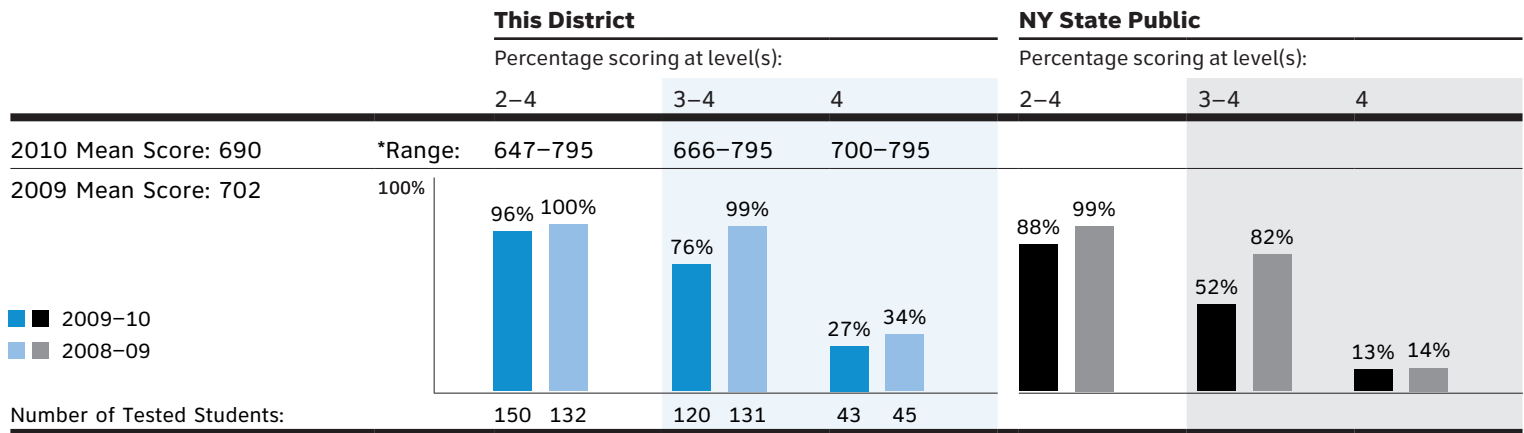 This District NY State Public
Percentage scoring at level(s): Percentage scoring at level(s):
2–4 3–4 4 2–4 3–4 4
2010 Mean Score: 690 *Range: 647–795 666–795 700–795
2009 Mean Score: 702 100%
96% 100% 76% 99% 27% 34% 88% 99% 52% 82% 13% 14%
2009–10
2008–09
Number of Tested Students: 150 132 120 131 43 45